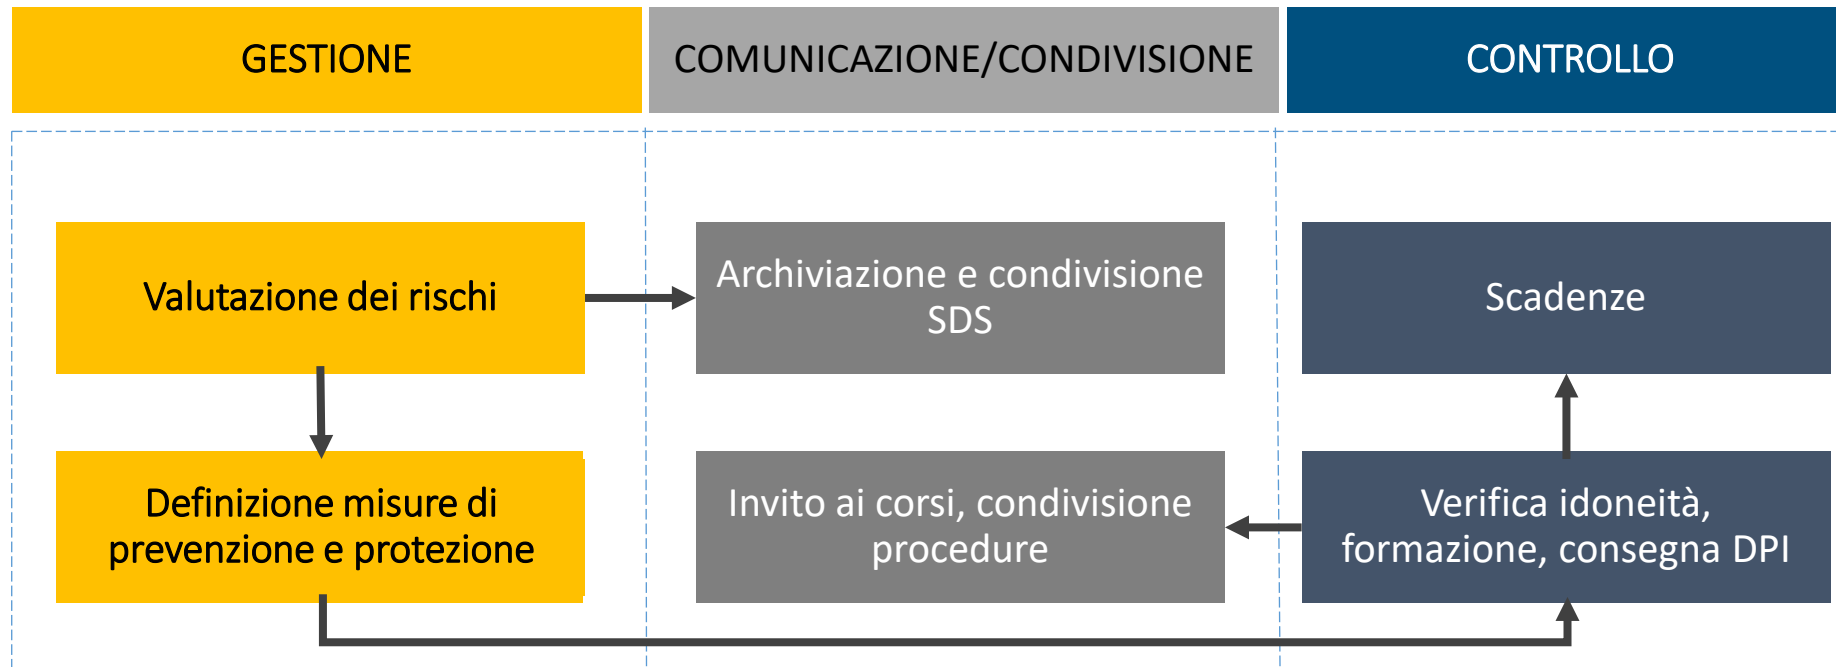 GESTIONE
COMUNICAZIONE/CONDIVISIONE
CONTROLLO
Valutazione dei rischi
Archiviazione e condivisione
SDS
Scadenze
Definizione misure di
prevenzione e protezione
Invito ai corsi, condivisione
procedure
Verifica idoneità,
formazione, consegna DPI